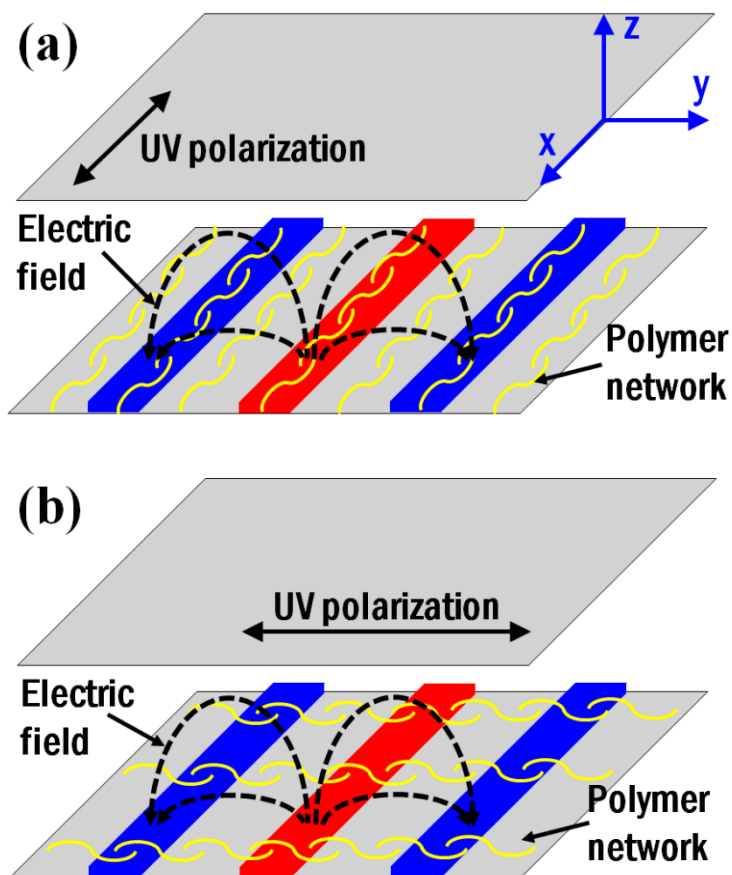 (a)
z
y
x
UV polarization
Electric
field
Polymer
network
(b)
UV polarization
Electric
field
Polymer
network